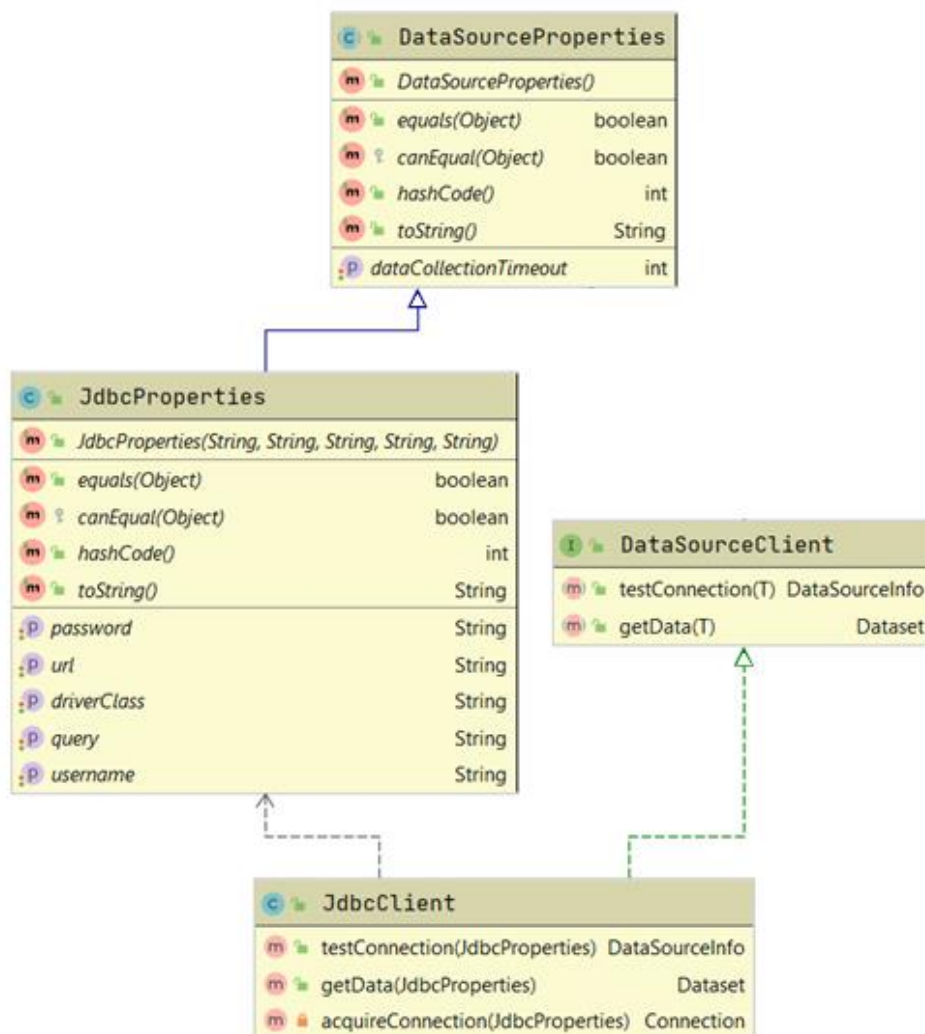 DataSourceProperties
DataSourceProperties()
equals(Object) boolean
canEqual(Object) boolean
hashCode() int
toString() String
dataCollectionTimeout int
JdbcProperties
JdbcProperties(String, String, String, String, String)
equals(Object) boolean
canEqual(Object) boolean
hashCode() int
toString() String
password String
url String
driverClass String
query String
username String
DataSourceClient
testConnection(T) DataSourceInfo
getData(T) Dataset
JdbcClient
testConnection(JdbcProperties) DataSourceInfo
getData(JdbcProperties) Dataset
acquireConnection(JdbcProperties) Connection